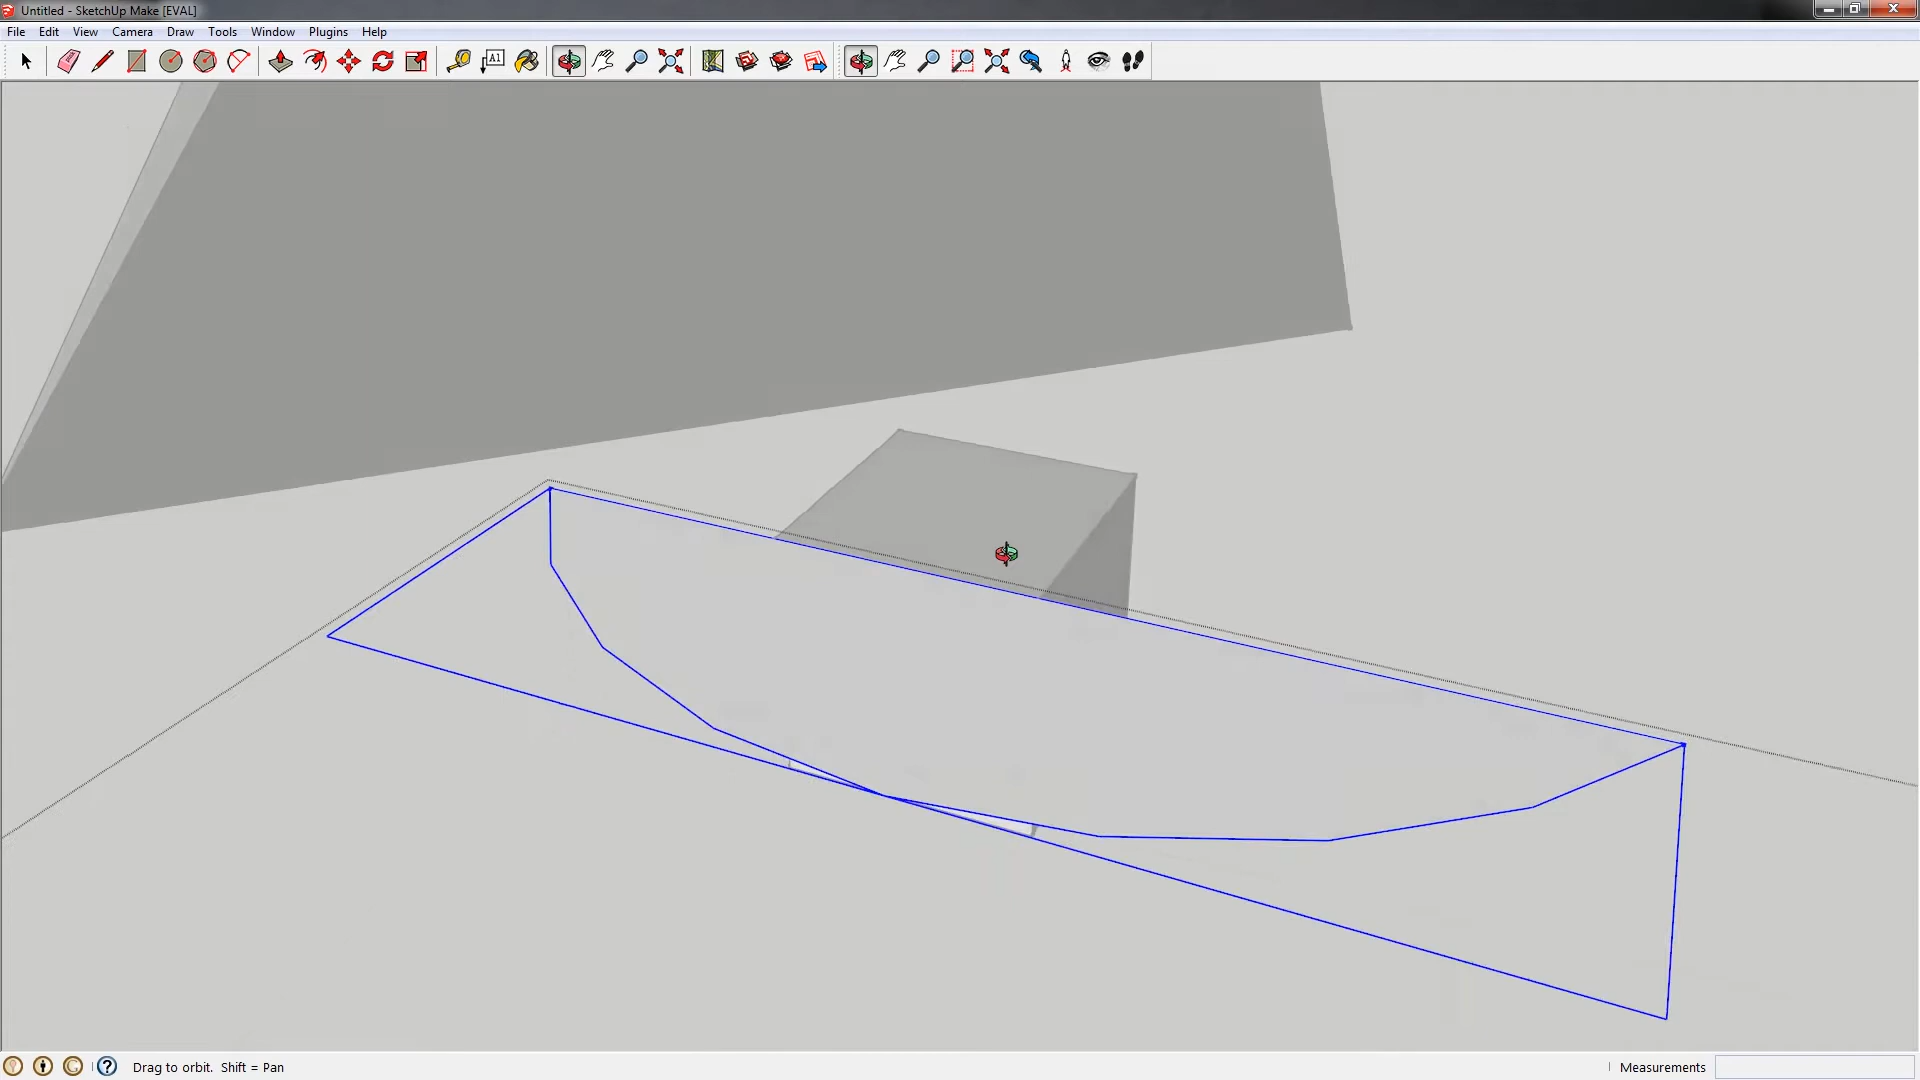 Untitled - SketchUp Make [EVAL]
File Edit View Camera Draw Tools Window Plugins Help
A1
Drag to orbit. Shift = Pan
Measurements